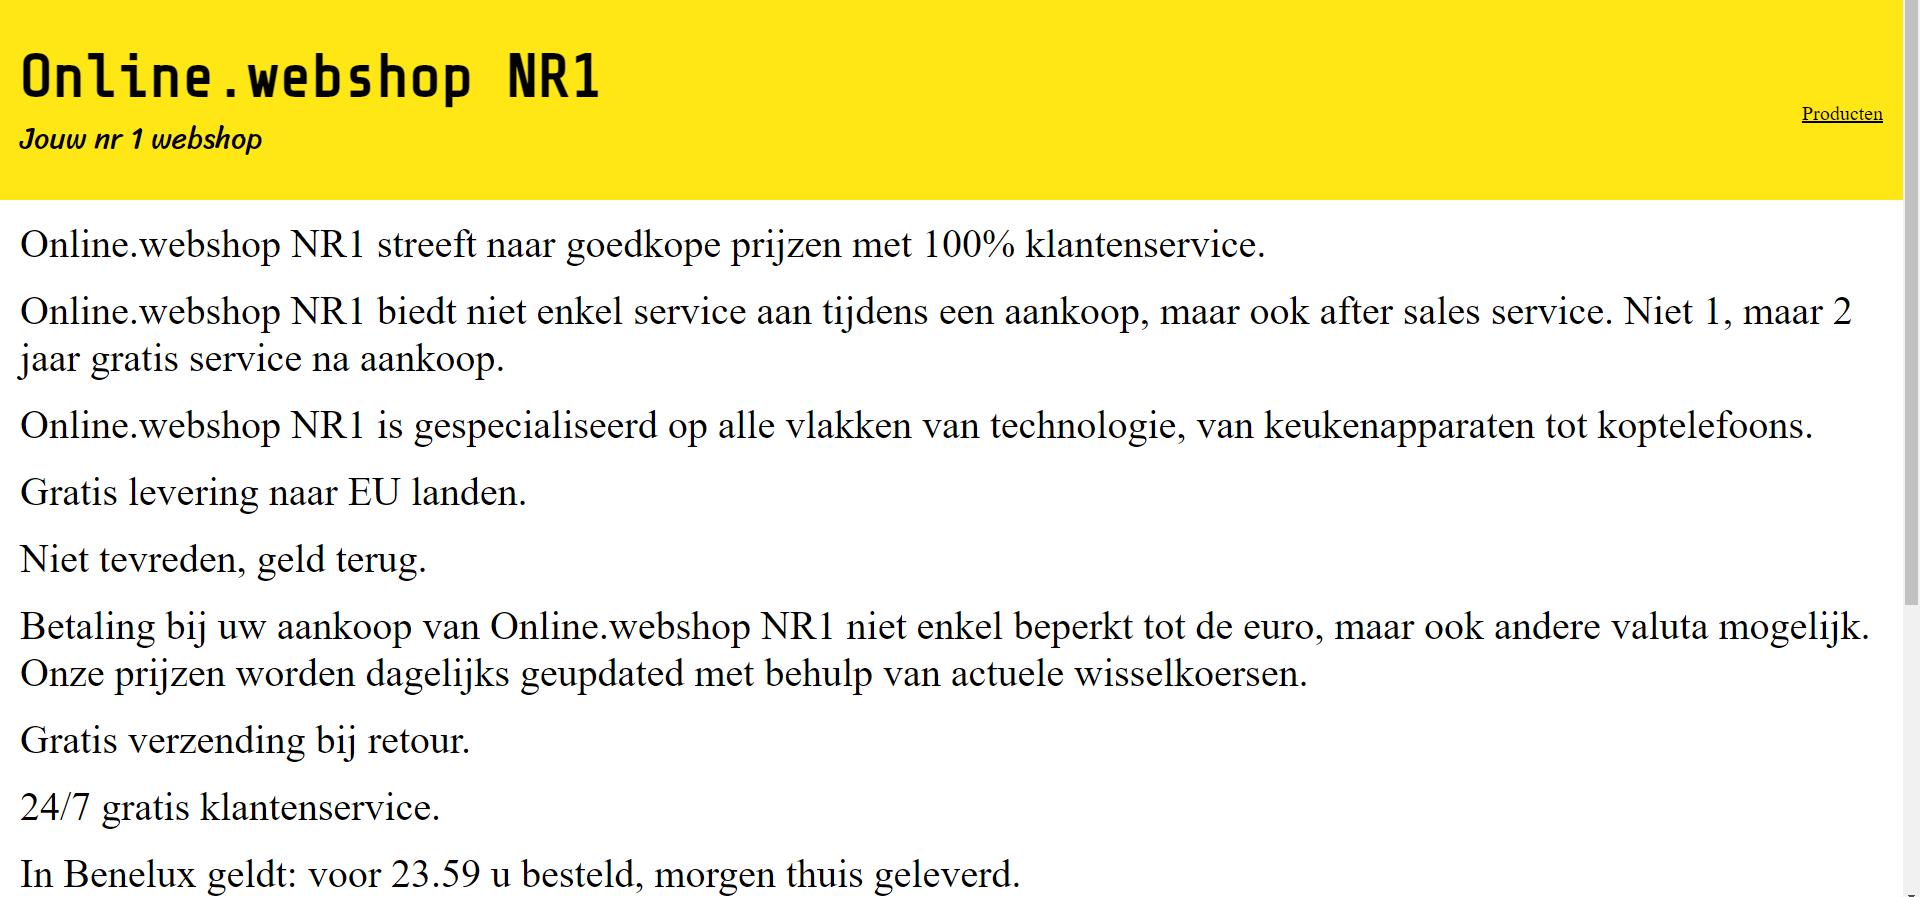 Online.webshop NR1
Jouw nr 1 webshop
Producten
Online.webshop NR1 streeft naar goedkope prijzen met 100% klantenservice.
Online.webshop NR1 biedt niet enkel service aan tijdens een aankoop, maar ook after sales service. Niet 1, maar 2
jaar gratis service na aankoop.
Online.webshop NR1 is gespecialiseerd op alle vlakken van technologie, van keukenapparaten tot koptelefoons.
Gratis levering naar EU landen.
Niet tevreden, geld terug.
Betaling bij uw aankoop van Online.webshop NR1 niet enkel beperkt tot de euro, maar ook andere valuta mogelijk.
Onze prijzen worden dagelijks geupdated met behulp van actuele wisselkoersen.
Gratis verzending bij retour.
24/7 gratis klantenservice.
In Benelux geldt: voor 23.59 u besteld, morgen thuis geleverd.